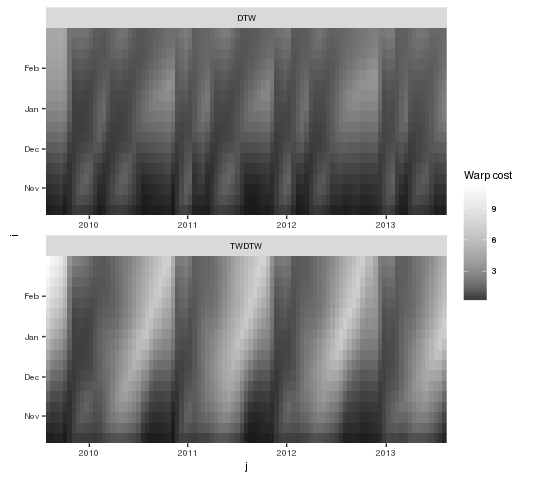 DTW
Feb
Jan
Dec
Nov
2010
2011
2012
2013
TWDTW
Feb
Jan
Dec
Nov
2010
2011
2012
2013
i
j
Warp cost
9
6
3